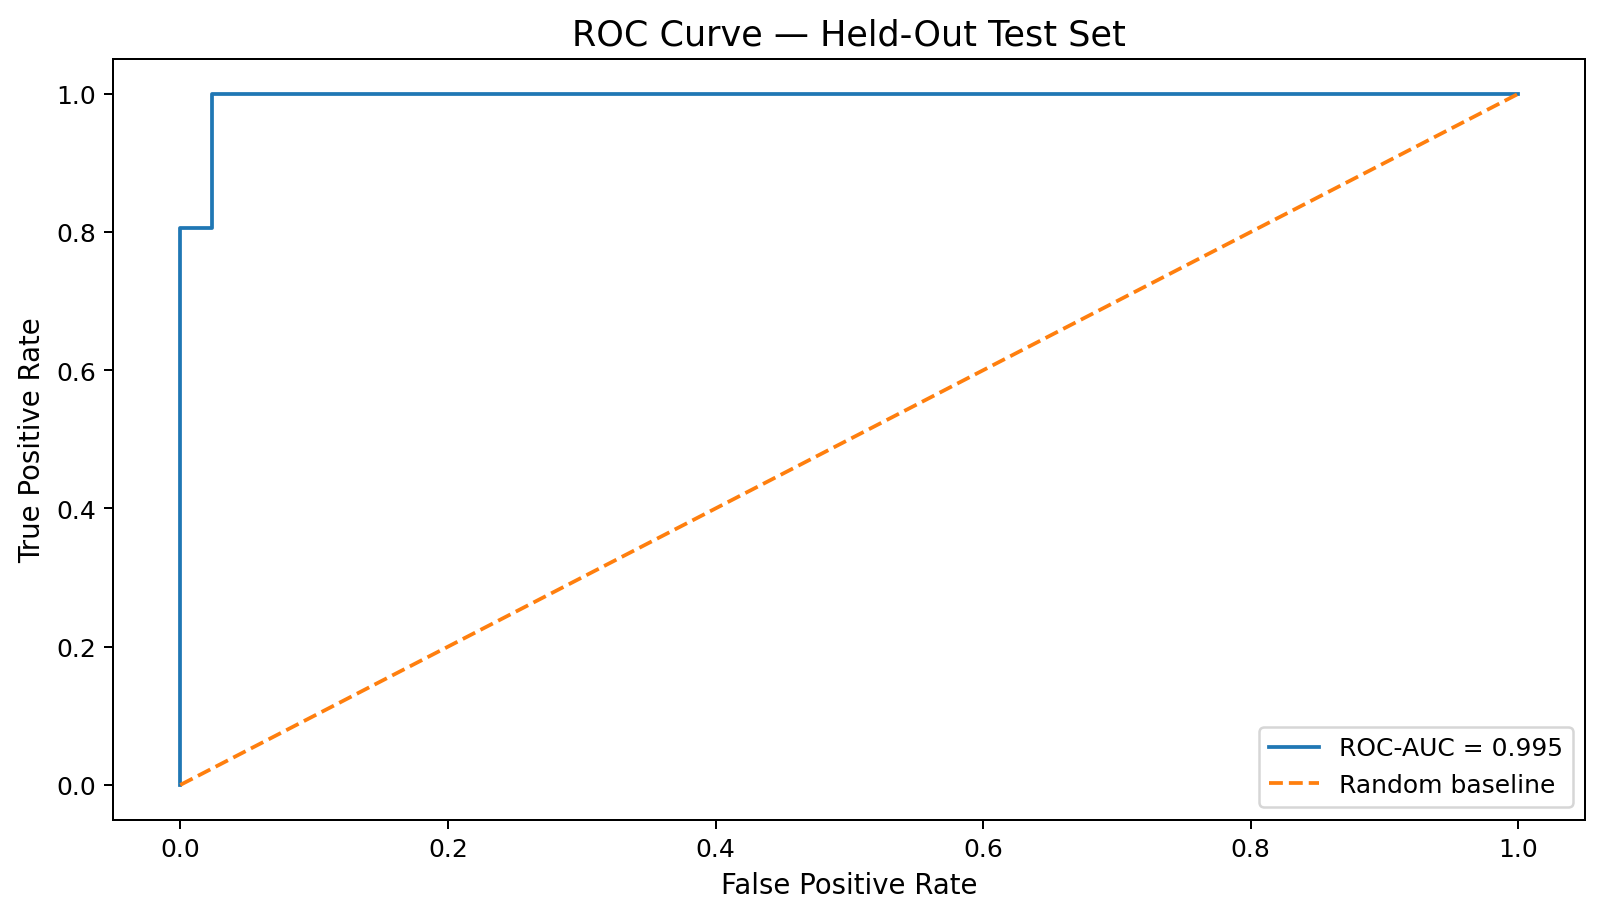 ROC Curve — Held-Out Test Set
True Positive Rate
1.0
0.8
0.6
0.4
0.2
0.0
0.0 0.2 0.4 0.6 0.8 1.0
False Positive Rate
ROC-AUC = 0.995
Random baseline